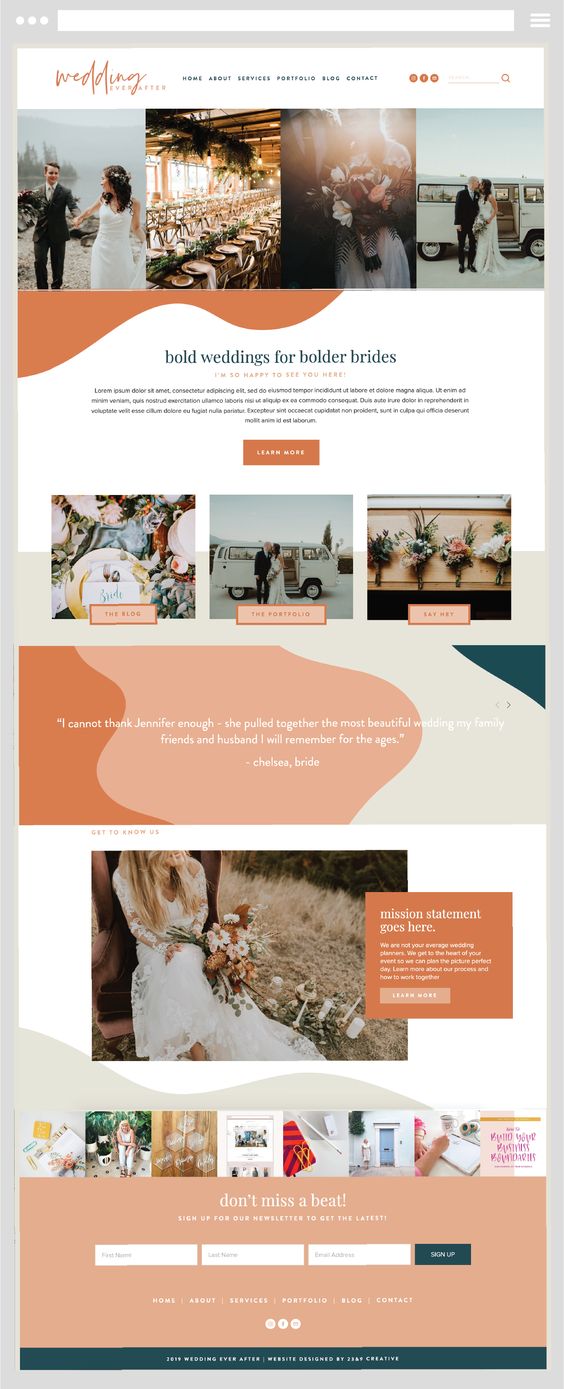 wedding
EVER AFTER
HOME ABOUT SERVICES PORTFOLIO BLOG CONTACT
SEARCH
bold weddings for bolder brides
I'M SO HAPPY TO SEE YOU HERE!
Lorem ipsum dolor sit amet, consectetur adipiscing elit, sed do eiusmod tempor incididunt ut labore et dolore magna aliqua. Ut enim ad
minim veniam, quis nostrud exercitation ullamco laboris nisi ut aliquip ex ea commodo consequat. Duis aute irure dolor in reprehenderit in
voluptate velit esse cillum dolore eu fugiat nulla pariatur. Excepteur sint occaecat cupidatat non proident, sunt in culpa qui officia deserunt
mollit anim id est laborum.
LEARN MORE
Bride
THE BLOG
THE PORTFOLIO
SAY HEY
“I cannot thank Jennifer enough - she pulled together the most beautiful wedding my family
friends and husband I will remember for the ages.”
- chelsea, bride
GET TO KNOW US
mission statement
goes here.
We are not your average wedding
planners. We get to the heart of your
event so we can plan the picture perfect
day. Learn more about our process and
how to work together
LEARN MORE
BUILD YOUR
BUSINESS
BOUNDARIES
don't miss a beat!
SIGN UP FOR OUR NEWSLETTER TO GET THE LATEST!
First Name
Last Name
Email Address
SIGN UP
HOME | ABOUT | SERVICES | PORTFOLIO | BLOG | CONTACT
2019 WEDDING EVER AFTER | WEBSITE DESIGNED BY 2369 CREATIVE